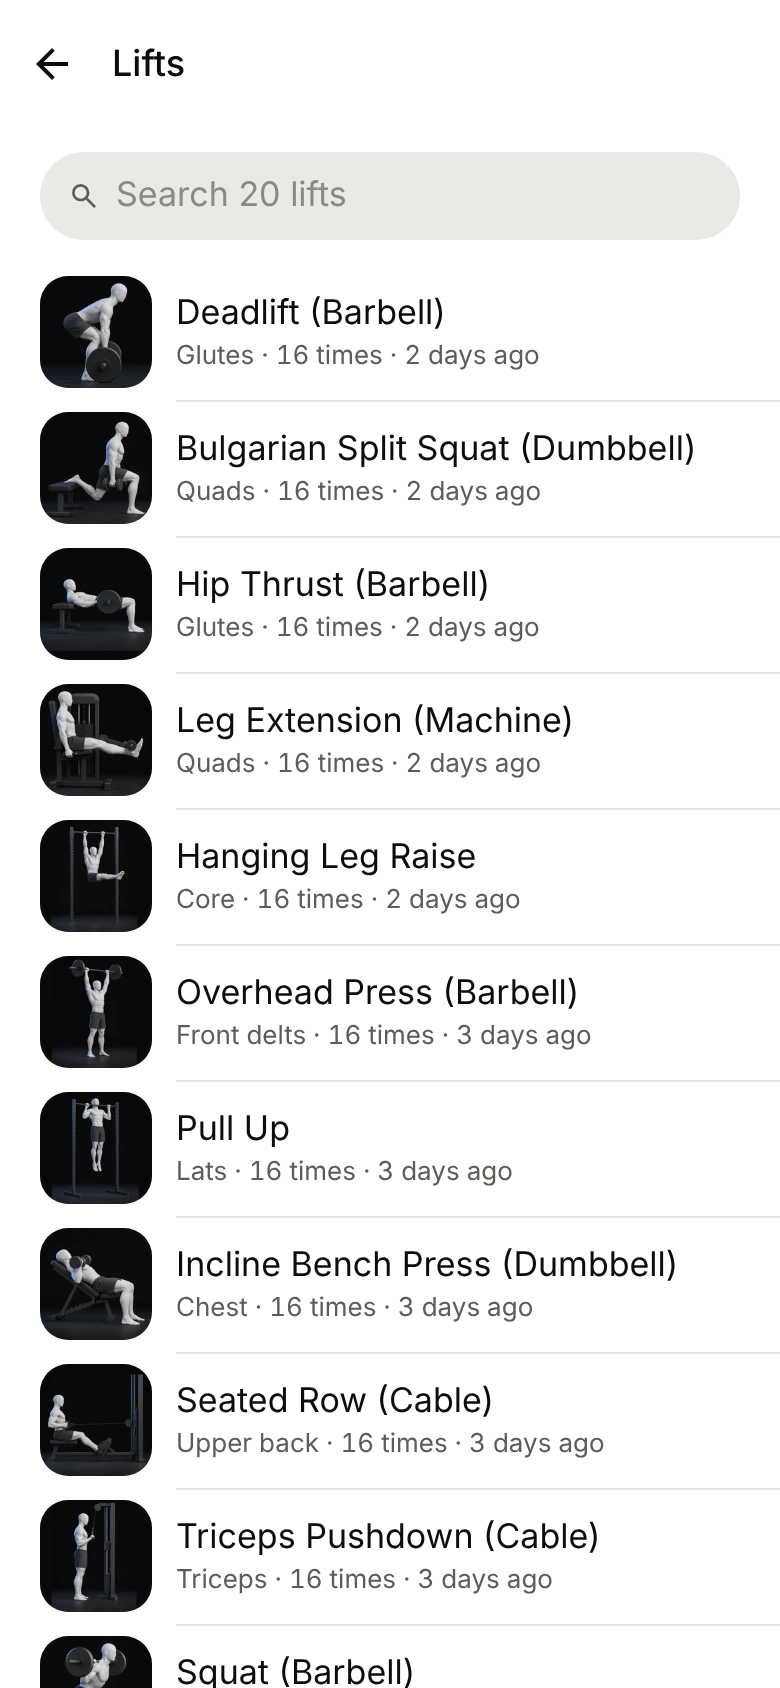 Lifts
Search 20 lifts
Deadlift (Barbell)
Glutes · 16 times · 2 days ago
Bulgarian Split Squat (Dumbbell)
Quads · 16 times · 2 days ago
Hip Thrust (Barbell)
Glutes · 16 times · 2 days ago
Leg Extension (Machine)
Quads · 16 times · 2 days ago
Hanging Leg Raise
Core · 16 times · 2 days ago
Overhead Press (Barbell)
Front delts · 16 times · 3 days ago
Pull Up
Lats · 16 times · 3 days ago
Incline Bench Press (Dumbbell)
Chest · 16 times · 3 days ago
Seated Row (Cable)
Upper back · 16 times · 3 days ago
Triceps Pushdown (Cable)
Triceps · 16 times · 3 days ago
Squat (Barbell)